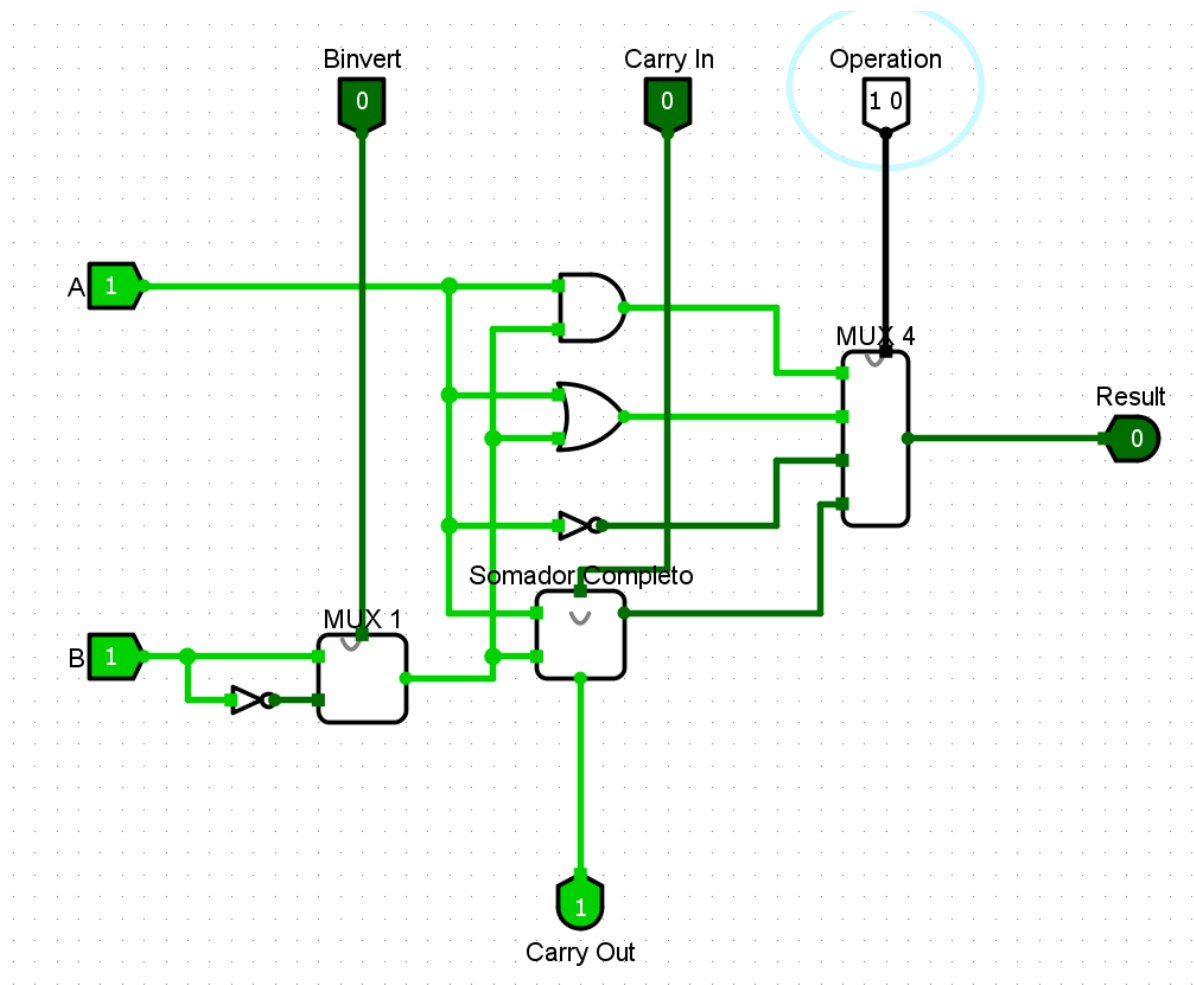 Binvert
Carry In
Operation
0
0
1 0
A
1
MUX 4
Result
0
Somador Completo
MUX 1
B
1
1
Carry Out